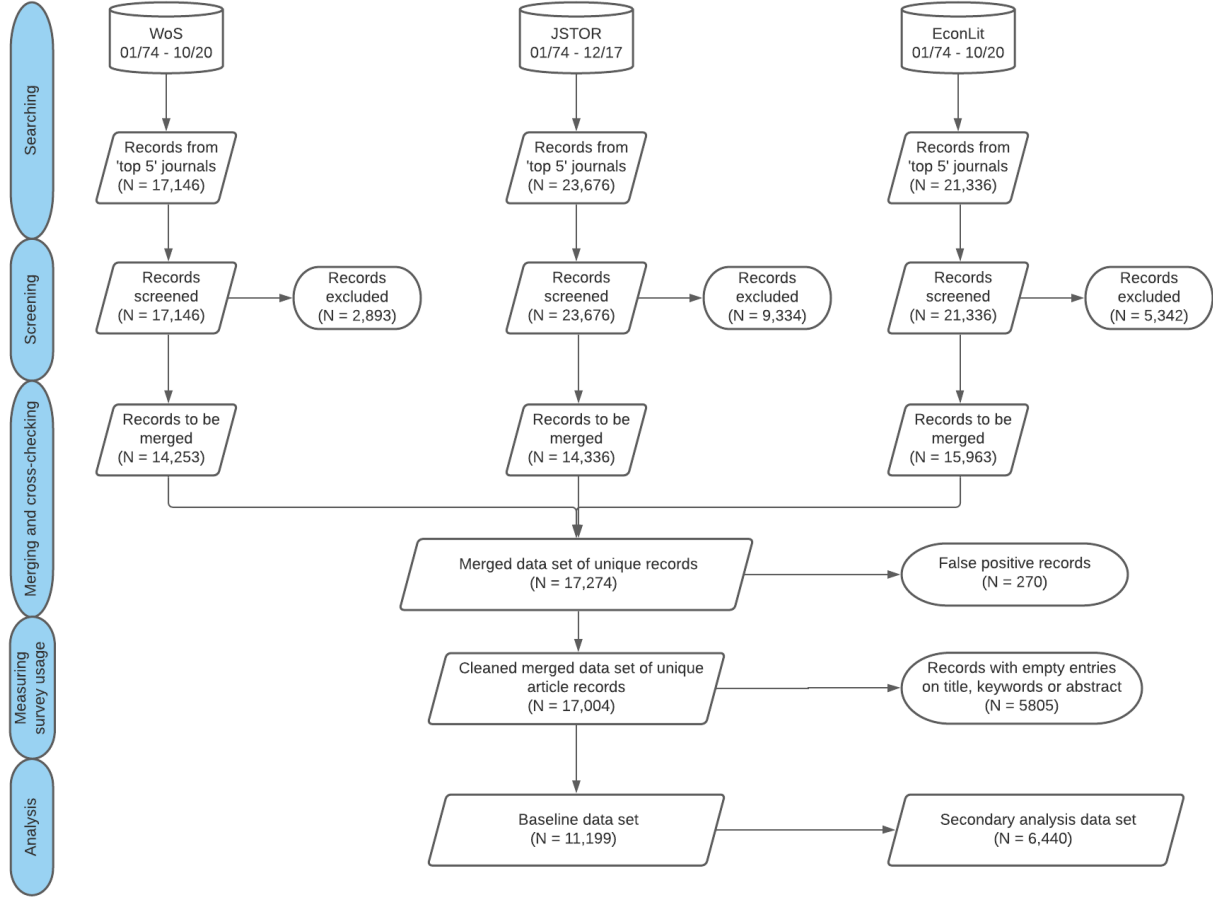 Searching
WoS
01/74 - 10/20
JSTOR
01/74 - 12/17
EconLit
01/74 - 10/20
Records from
'top 5' journals
(N = 17,146)
Records from
'top 5' journals
(N = 23,676)
Records from
'top 5' journals
(N = 21,336)
Screening
Records
screened
(N = 17,146)
Records
excluded
(N = 2,893)
Records
screened
(N = 23,676)
Records
excluded
(N = 9,334)
Records
screened
(N = 21,336)
Records
excluded
(N = 5,342)
Merging and cross-checking
Records to be
merged
(N = 14,253)
Records to be
merged
(N = 14,336)
Records to be
merged
(N = 15,963)
Merged data set of unique records
(N = 17,274)
False positive records
(N = 270)
Measuring
survey usage
Cleaned merged data set of unique
article records
(N = 17,004)
Records with empty entries
on title, keywords or abstract
(N = 5805)
Analysis
Baseline data set
(N = 11,199)
Secondary analysis data set
(N = 6,440)